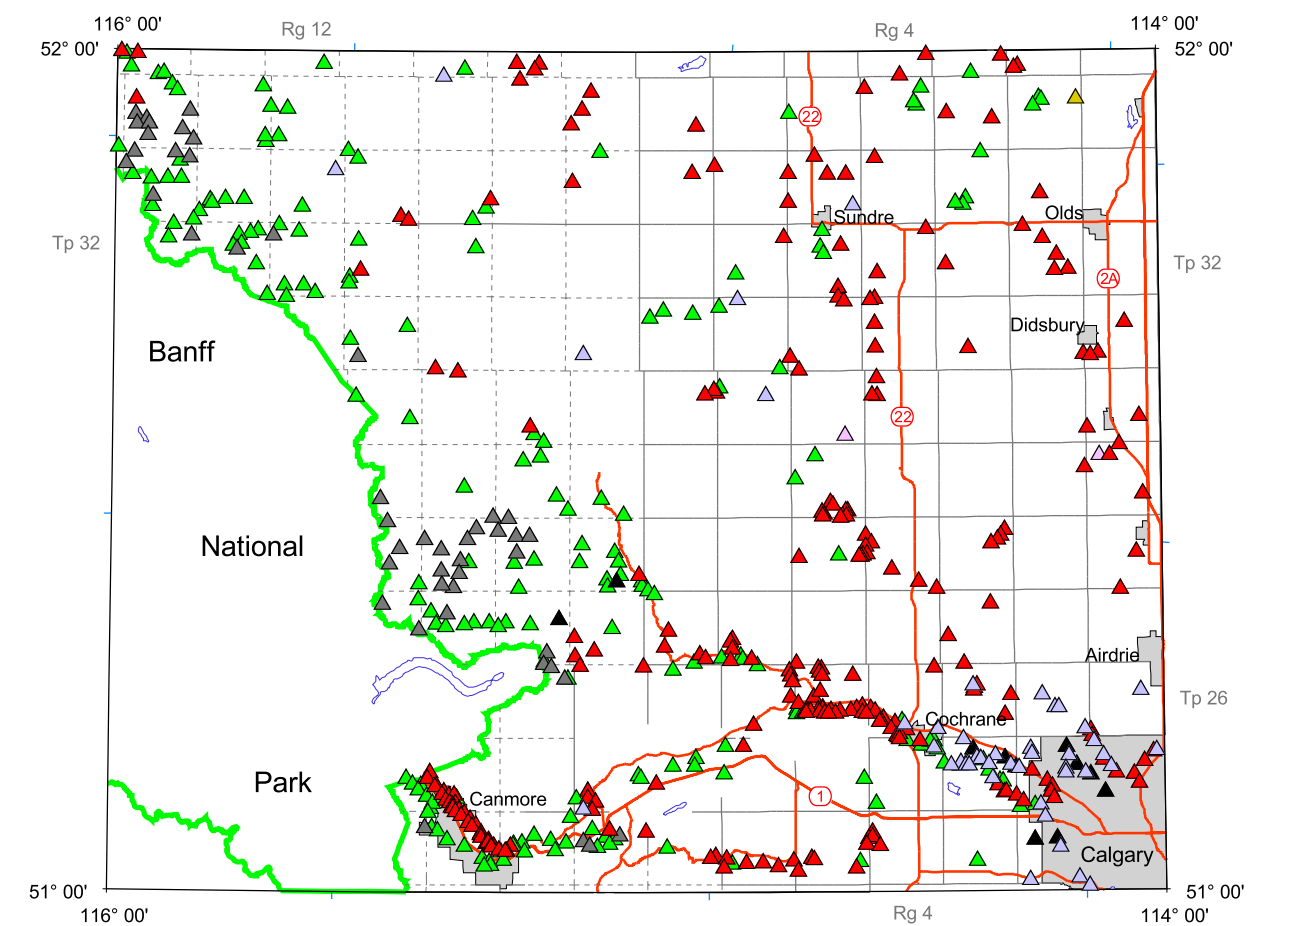 116° 00'
114° 00'
Rg 12
Rg 4
52° 00'
52° 00'
22
Sundre
Olds
Tp 32
Tp 32
2A
Didsbury
Banff
22
National
Airdrie
Tp 26
Cochrane
Park
Canmore
1
Calgary
51° 00'
51° 00'
116° 00'
Rg 4
114° 00'